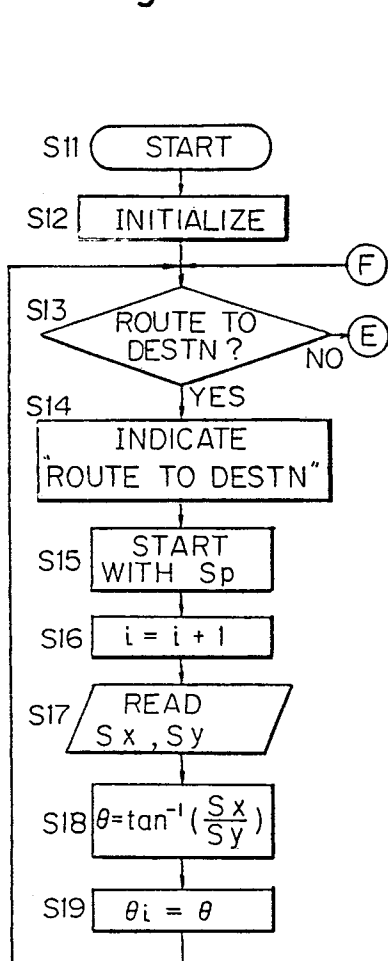 S11 START
S12 INITIALIZE
F
S13 ROUTE TO
DESTN?
E
NO
YES
S14
INDICATE
"ROUTE TO DESTN"
S15 START
WITH Sp
S16 i = i + 1
S17 READ
Sx, Sy
S18 θ=tan⁻¹(Sx/Sy)
S19 θi = θ